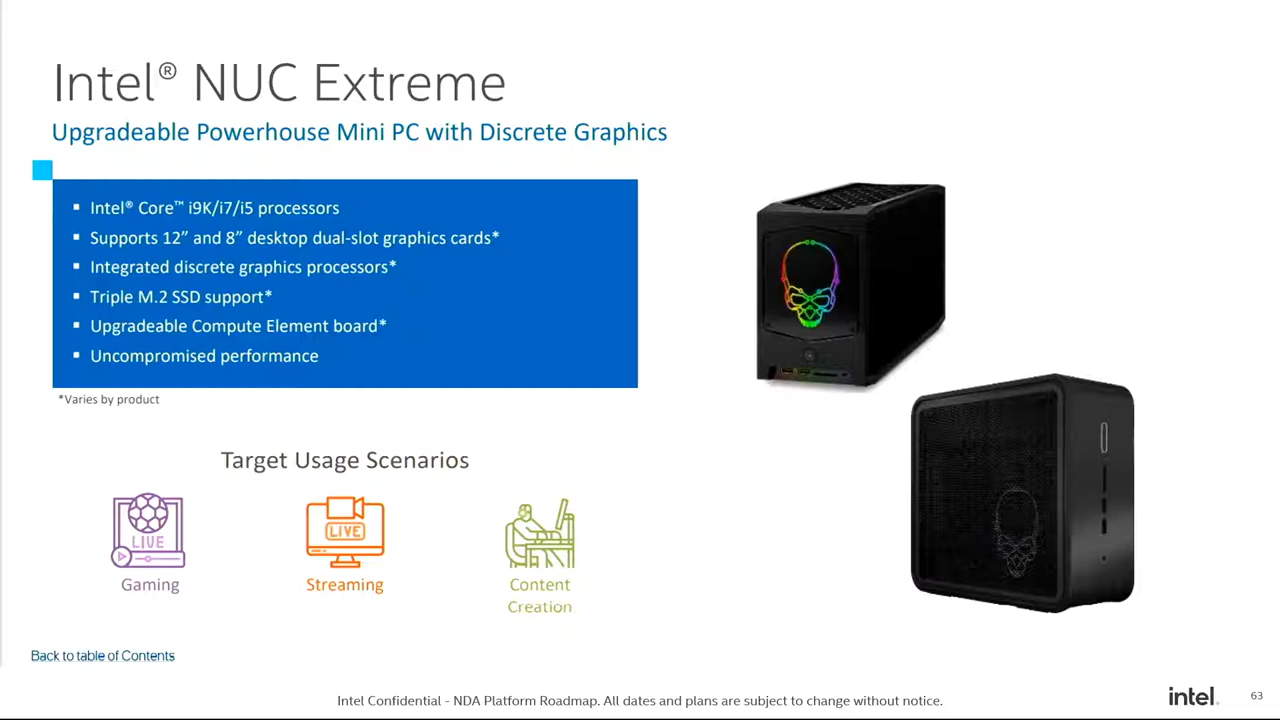 Intel® NUC Extreme
Upgradeable Powerhouse Mini PC with Discrete Graphics
▪ Intel® Core™ i9K/i7/i5 processors
▪ Supports 12” and 8” desktop dual-slot graphics cards*
▪ Integrated discrete graphics processors*
▪ Triple M.2 SSD support*
▪ Upgradeable Compute Element board*
▪ Uncompromised performance
*Varies by product
Target Usage Scenarios
LIVE
LIVE
Gaming
Streaming
Content
Creation
Back to table of Contents
Intel Confidential - NDA Platform Roadmap. All dates and plans are subject to change without notice.
intel.
63